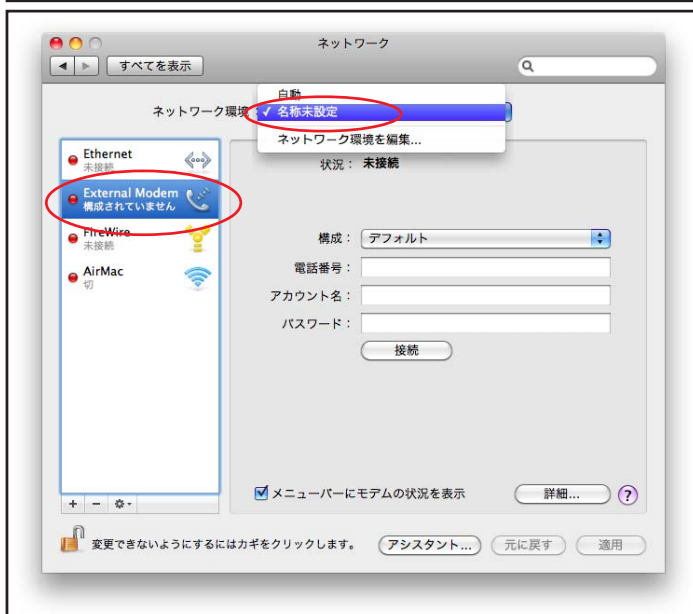 ネットワーク
すべてを表示
自動
ネットワーク環境： ✓ 名称未設定
ネットワーク環境を編集...
Ethernet
未接続
External Modem
構成されていません
FireWire
未接続
AirMac
切
状況： 未接続
構成： デフォルト
電話番号：
アカウント名：
パスワード：
接続
メニューバーにモデムの状況を表示
詳細...
?
+ −
変更できないようにするにはカギをクリックします。
アシスタント...
元に戻す
適用